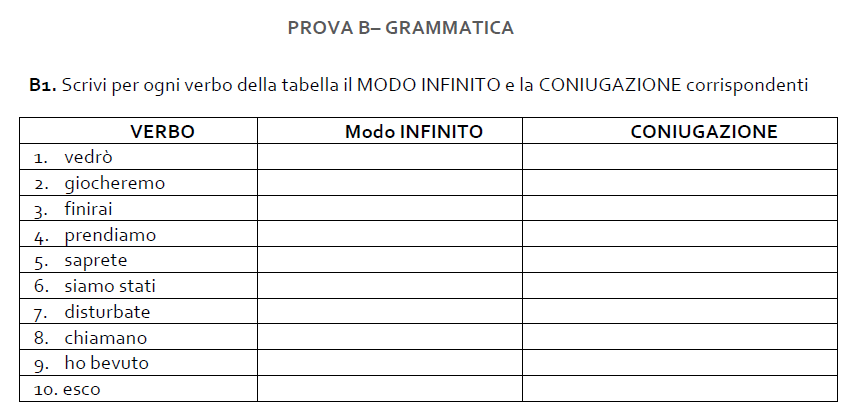 PROVA B– GRAMMATICA
B1. Scrivi per ogni verbo della tabella il MODO INFINITO e la CONIUGAZIONE corrispondenti
VERBO Modo INFINITO CONIUGAZIONE
1. vedrò
2. giocheremo
3. finirai
4. prendiamo
5. saprete
6. siamo stati
7. disturbate
8. chiamano
9. ho bevuto
10. esco